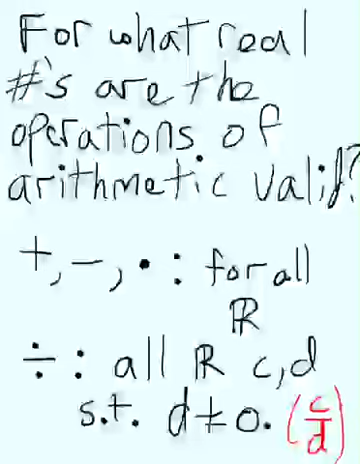 For what real
#'s are the
operations of
arithmetic valid?
+, −, • : for all
ℝ
÷ : all ℝ c,d
s.t. d≠0. (c/d)